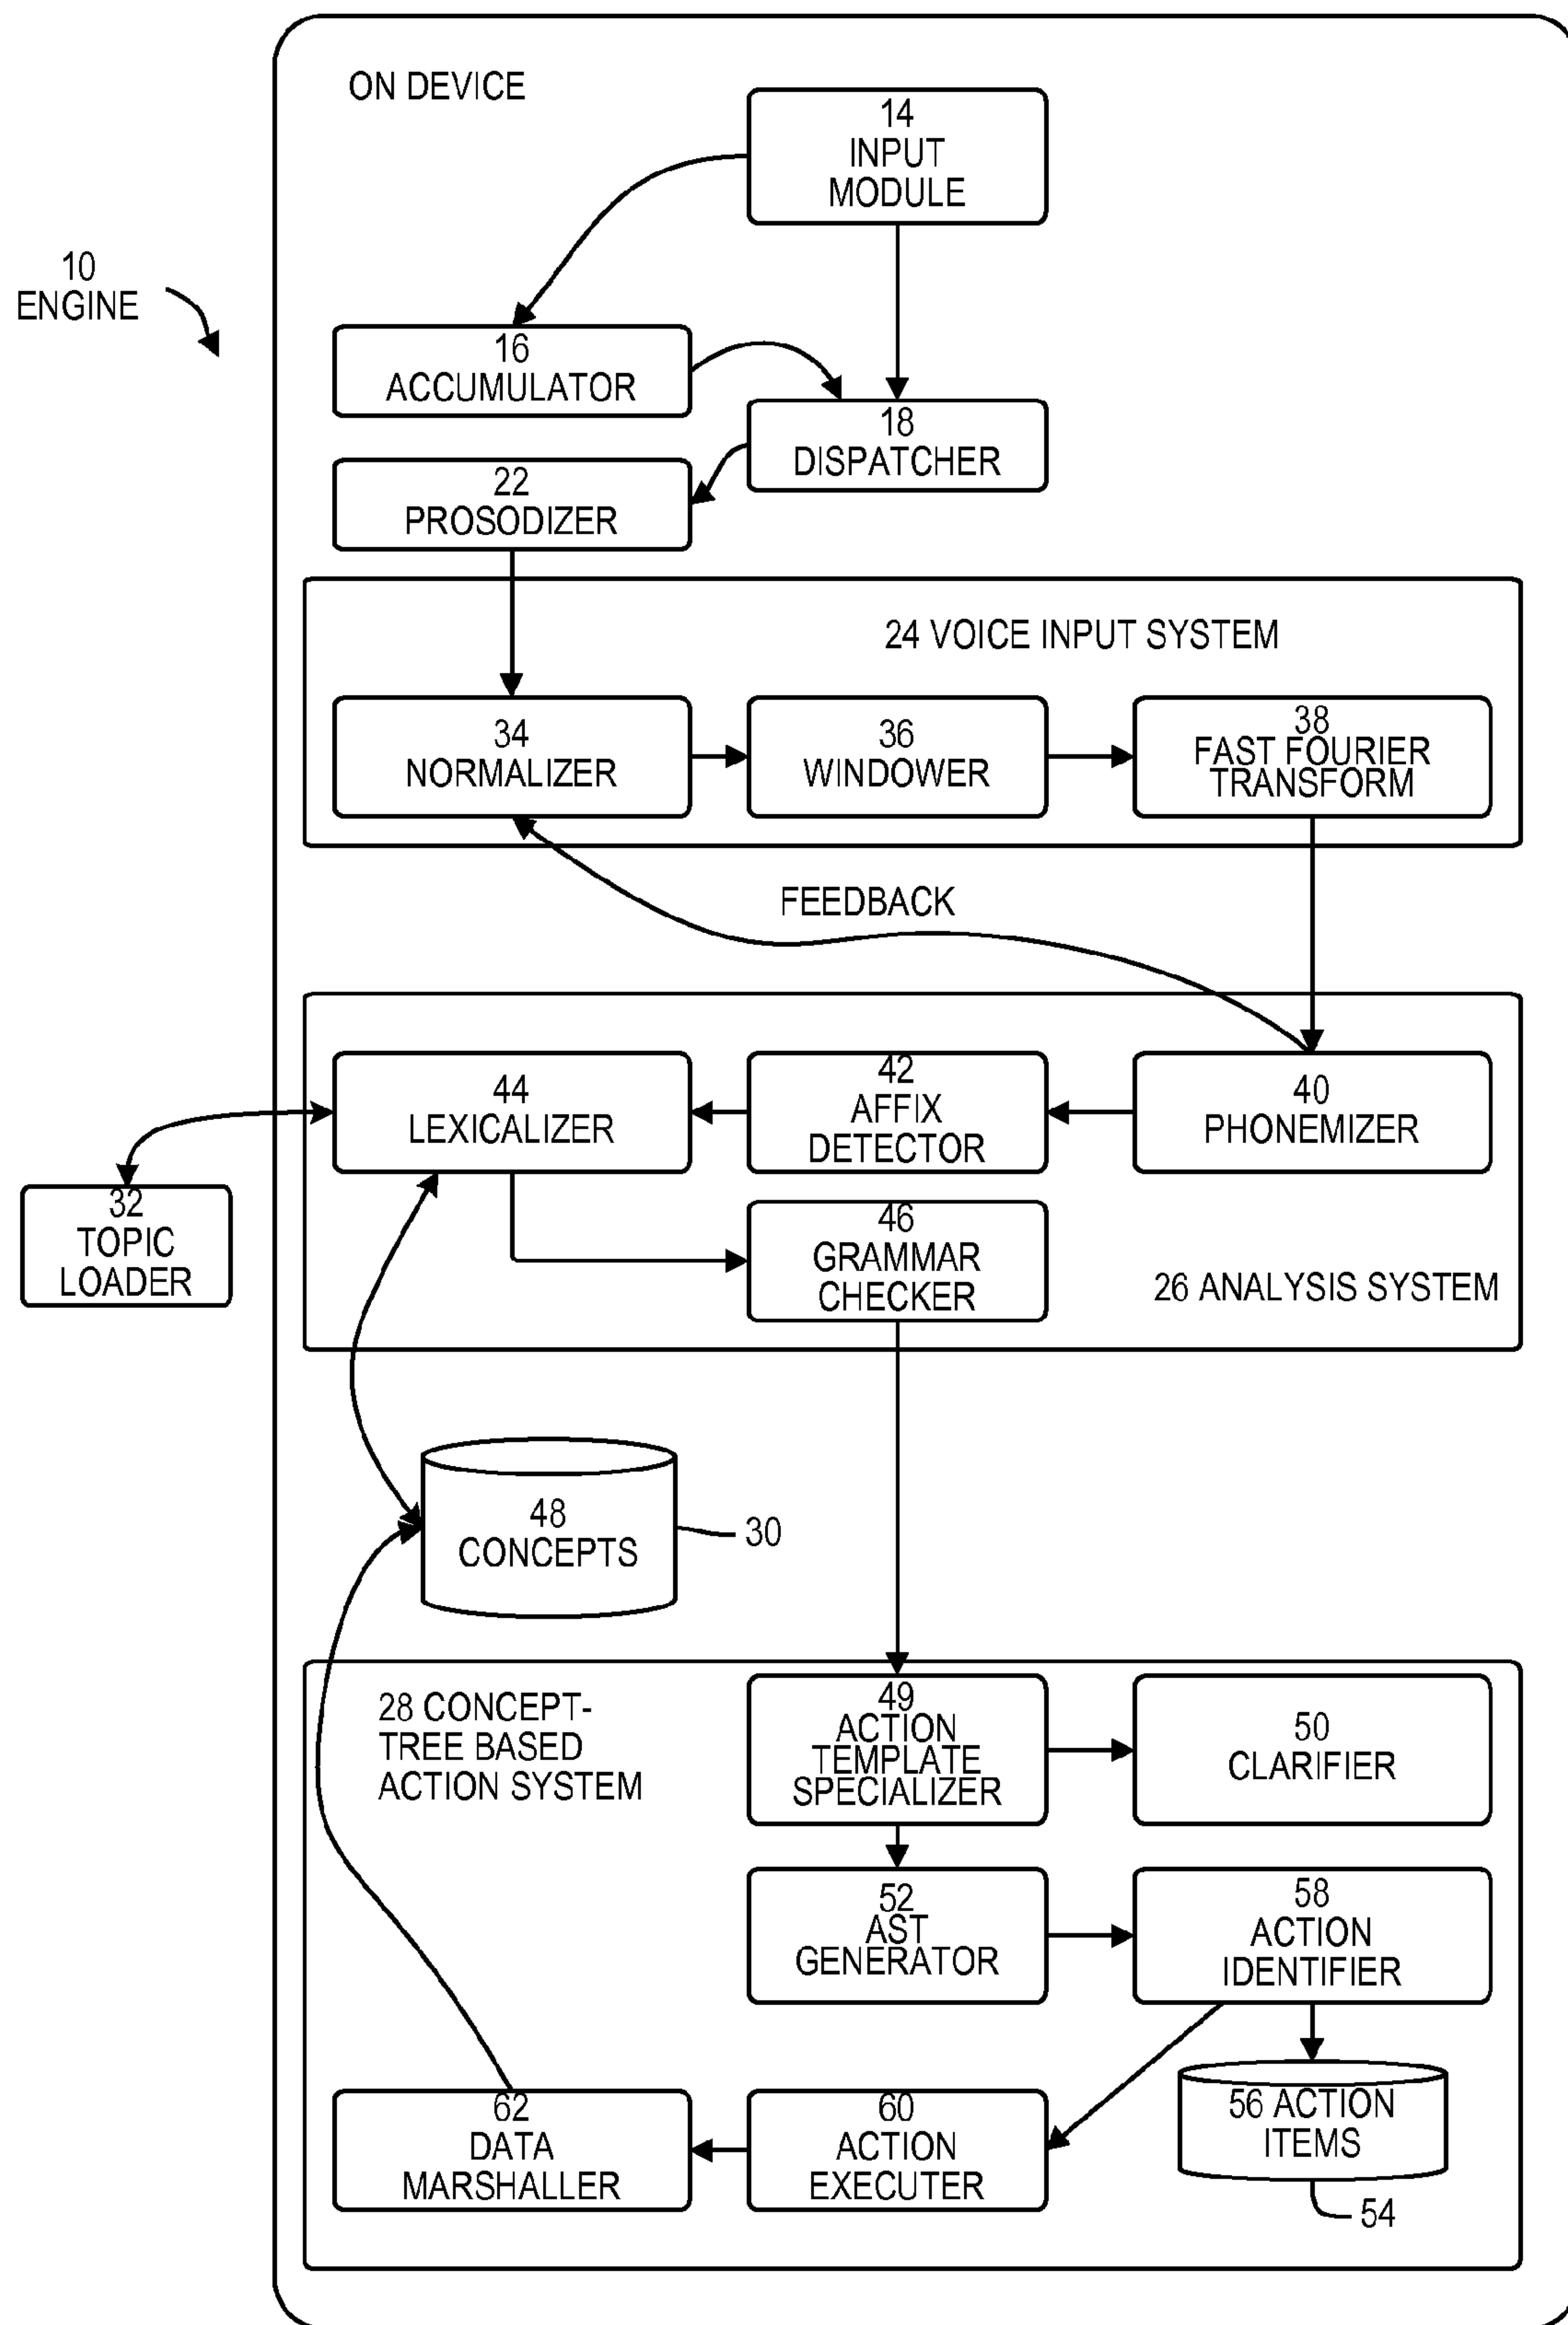 ON DEVICE
14
INPUT
MODULE
10
ENGINE
16
ACCUMULATOR
18
DISPATCHER
22
PROSODIZER
24 VOICE INPUT SYSTEM
34
NORMALIZER
36
WINDOWER
38
FAST FOURIER
TRANSFORM
FEEDBACK
44
LEXICALIZER
42
AFFIX
DETECTOR
40
PHONEMIZER
32
TOPIC
LOADER
46
GRAMMAR
CHECKER
26 ANALYSIS SYSTEM
48
CONCEPTS
30
28 CONCEPT-
TREE BASED
ACTION SYSTEM
49
ACTION
TEMPLATE
SPECIALIZER
50
CLARIFIER
52
AST
GENERATOR
58
ACTION
IDENTIFIER
62
DATA
MARSHALLER
60
ACTION
EXECUTER
56 ACTION
ITEMS
54